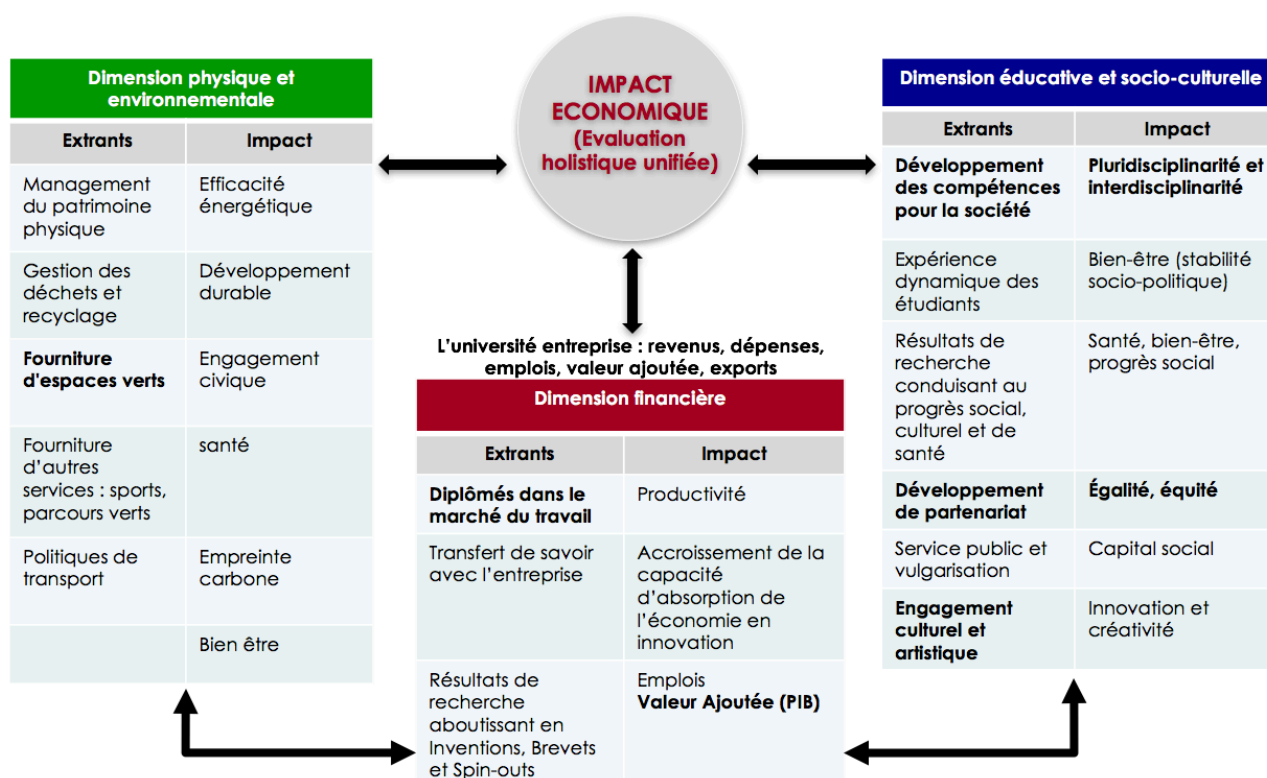 IMPACT
ECONOMIQUE
(Evaluation
holistique unifiée)
Dimension physique et
environnementale
Extrants
Impact
Management
du patrimoine
physique
Efficacité
énergétique
Gestion des
déchets et
recyclage
Développement
durable
Fourniture
d'espaces verts
Engagement
civique
Fourniture
d'autres
services : sports,
parcours verts
santé
Politiques de
transport
Empreinte
carbone
Bien être
L'université entreprise : revenus, dépenses,
emplois, valeur ajoutée, exports
Dimension financière
Extrants
Impact
Diplômés dans le
marché du travail
Productivité
Transfert de savoir
avec l'entreprise
Accroissement de la
capacité
d'absorption de
l'économie en
innovation
Résultats de
recherche
aboutissant en
Inventions, Brevets
et Spin-outs
Emplois
Valeur Ajoutée (PIB)
Dimension éducative et socio-culturelle
Extrants
Impact
Développement
des compétences
pour la société
Pluridisciplinarité et
interdisciplinarité
Expérience
dynamique des
étudiants
Bien-être (stabilité
socio-politique)
Résultats de
recherche
conduisant au
progrès social,
culturel et de
santé
Santé, bien-être,
progrès social
Développement
de partenariat
Égalité, équité
Service public et
vulgarisation
Capital social
Engagement
culturel et
artistique
Innovation et
créativité